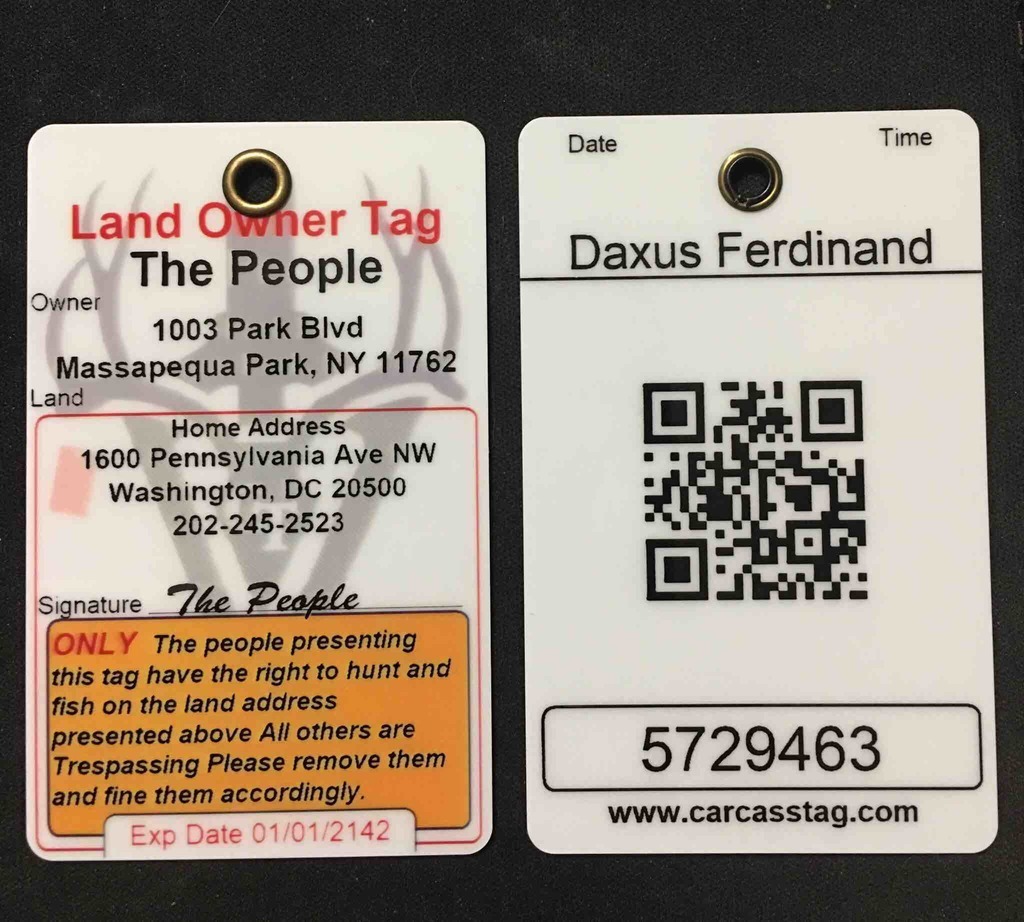 Land Owner Tag
The People
Owner
1003 Park Blvd
Massapequa Park, NY 11762
Land
Home Address
1600 Pennsylvania Ave NW
Washington, DC 20500
202-245-2523
Signature The People
ONLY The people presenting
this tag have the right to hunt and
fish on the land address
presented above All others are
Trespassing Please remove them
and fine them accordingly.
Exp Date 01/01/2142
Date Time
Daxus Ferdinand
5729463
www.carcasstag.com